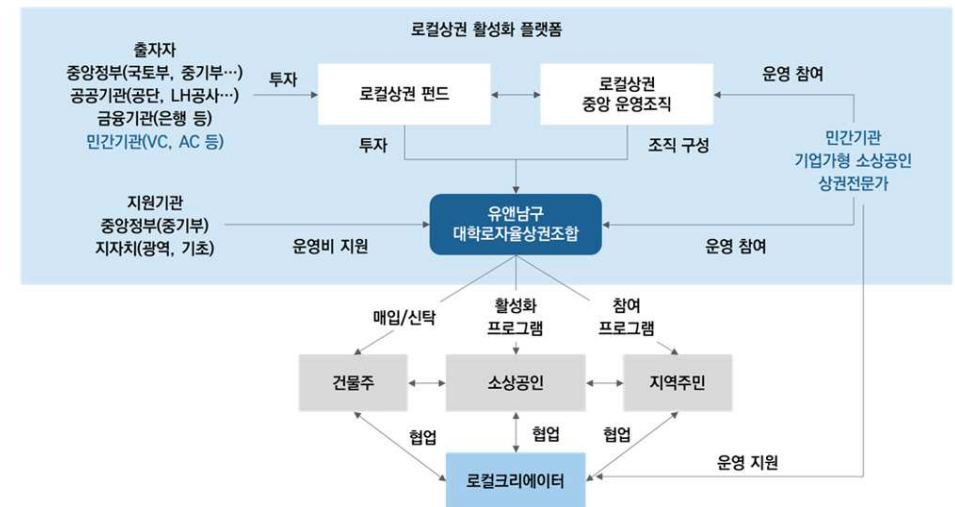 로컬상권 활성화 플랫폼
출자자
중앙정부(국토부, 중기부…)
공공기관(공단, LH공사…)
금융기관(은행 등)
민간기관(VC, AC 등)
투자
로컬상권 펀드
로컬상권
중앙 운영조직
운영 참여
투자
조직 구성
민간기관
기업가형 소상공인
상권전문가
지원기관
중앙정부(중기부)
지자치(광역, 기초)
운영비 지원
유앤남구
대학로자율상권조합
운영 참여
매입/신탁
활성화
프로그램
참여
프로그램
건물주
소상공인
지역주민
협업
협업
협업
로컬크리에이터
운영 지원